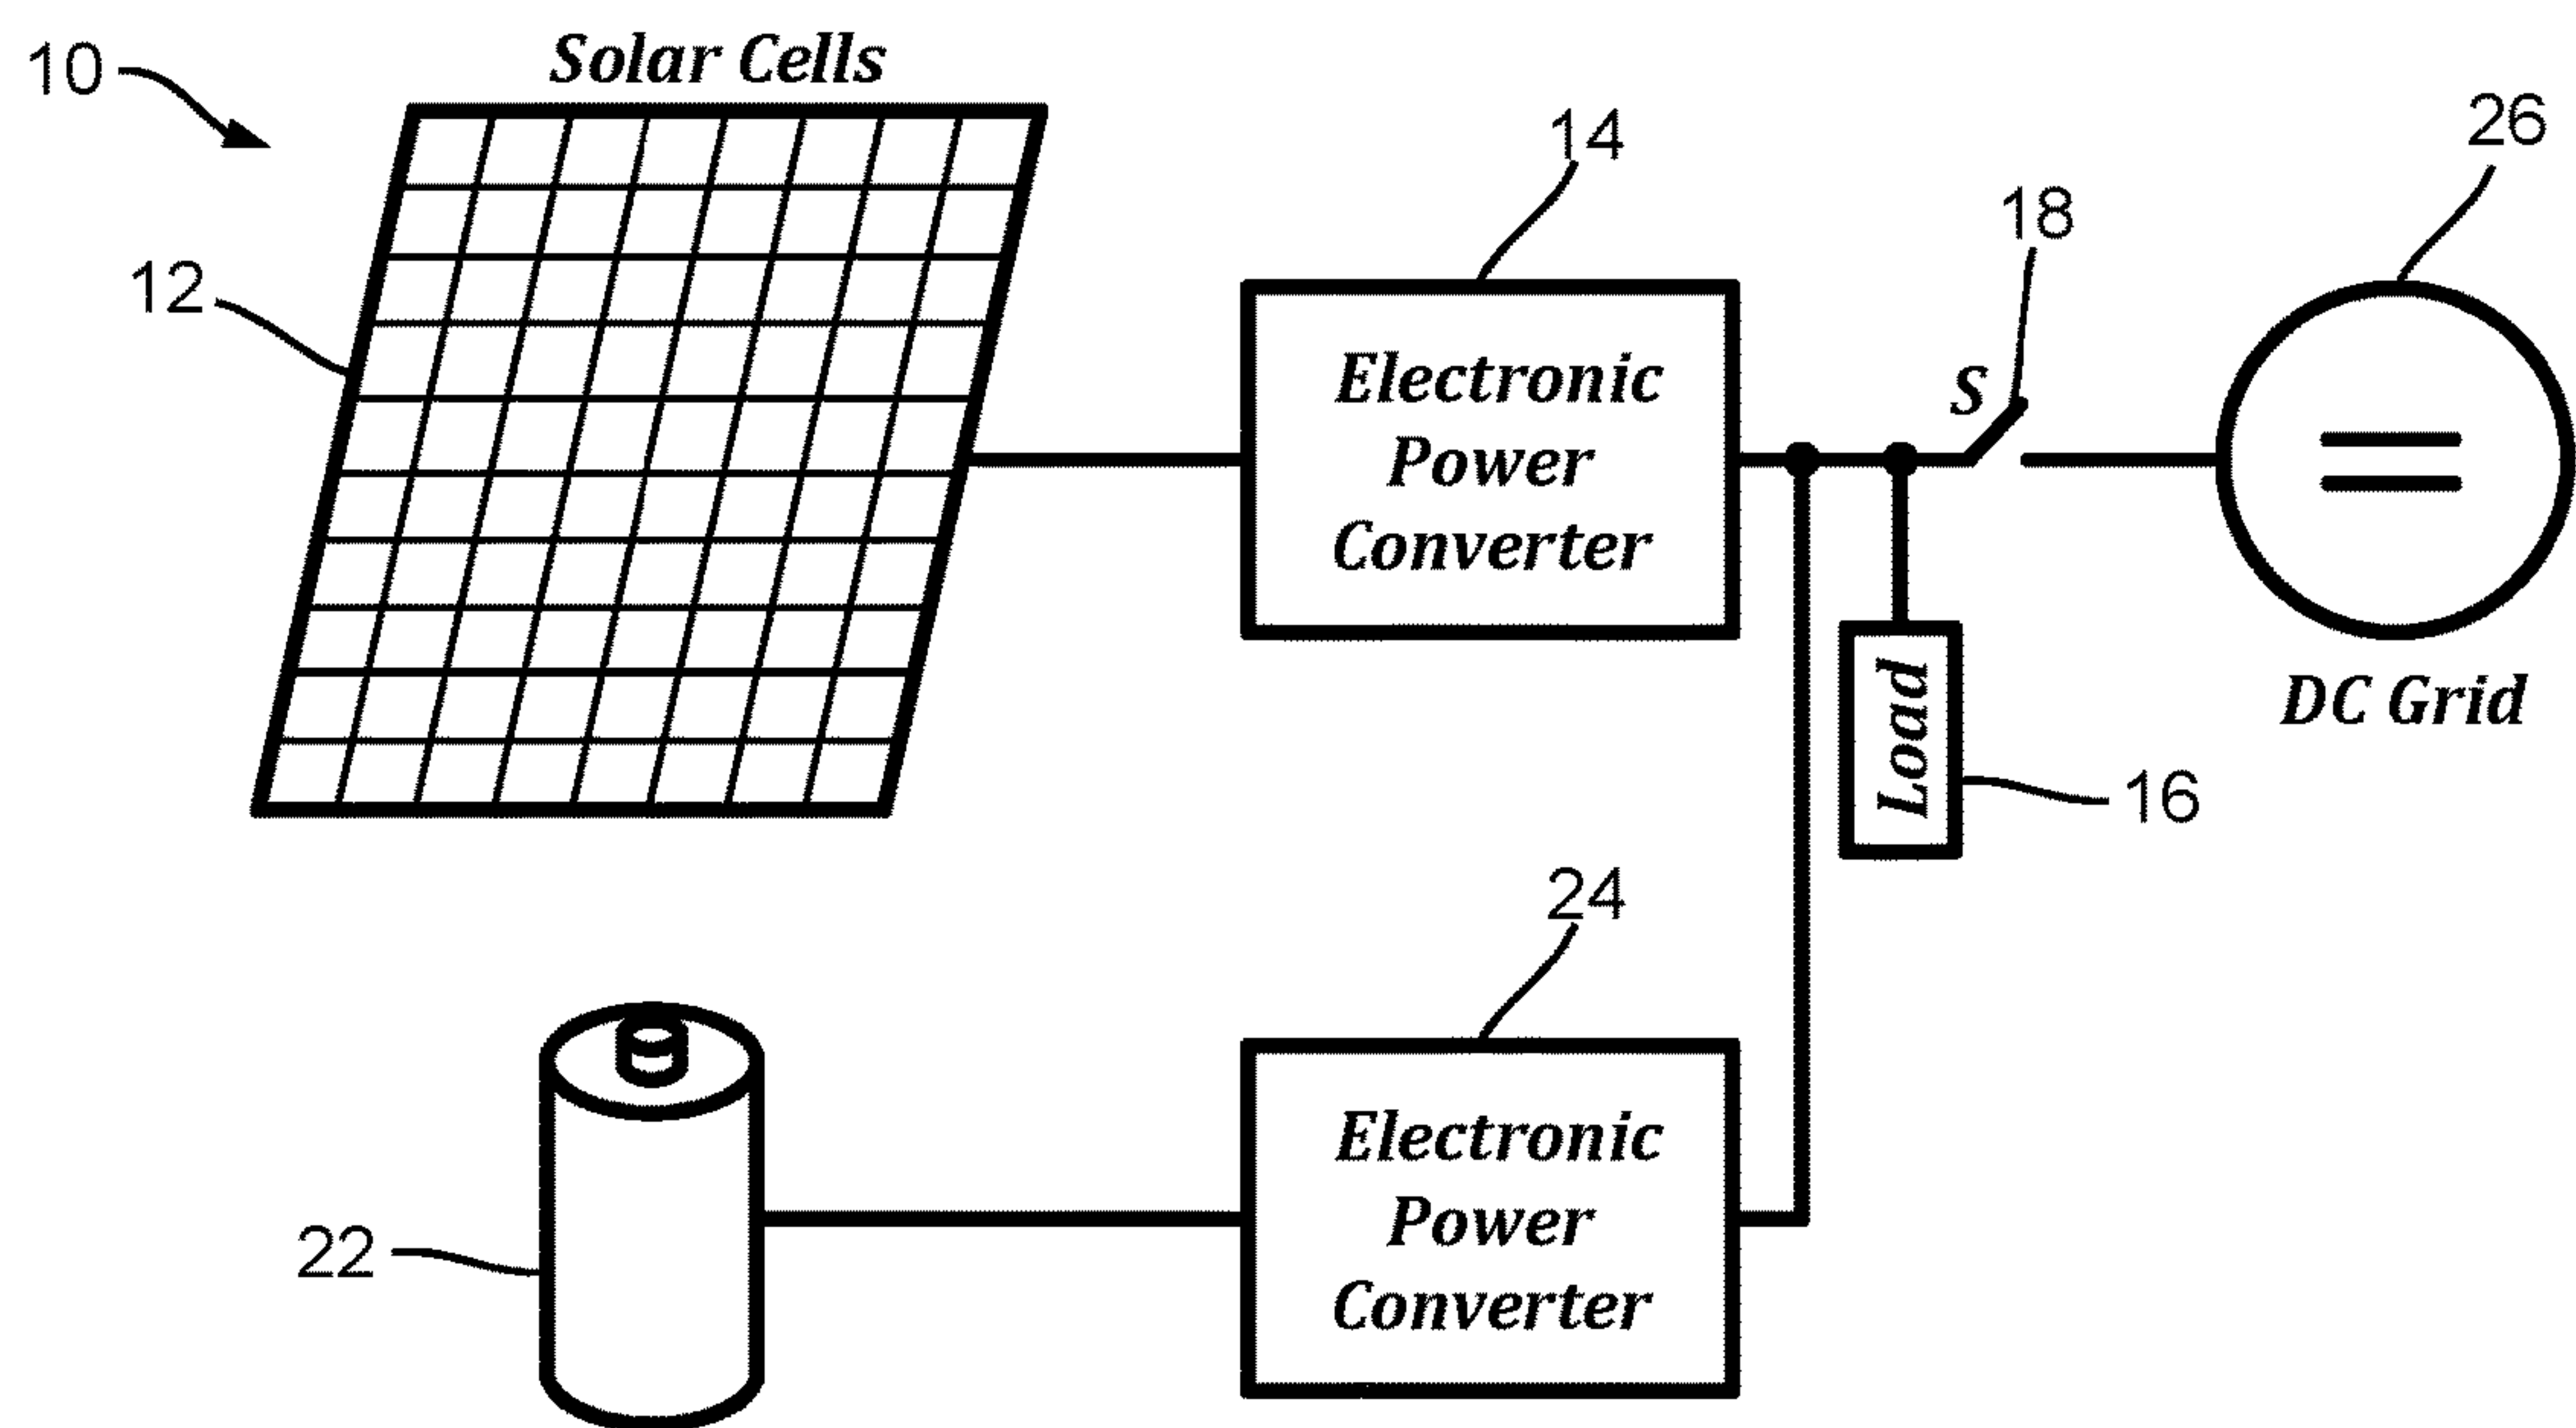 10
Solar Cells
12
14
18
26
Electronic
Power
Converter
S
Load
DC Grid
16
24
22
Electronic
Power
Converter